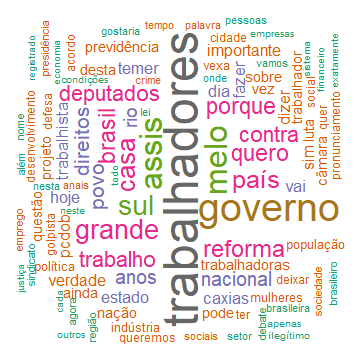 gostaria tempo palavra pessoas
cidade empresas
acordo previdência importante vamos
presidência crime vexa onde sobre sistema
registrado economia condições desta temer dia fazer vez social financeiro exatamente
deputados porque dizer trabalhador
desenvolvimento projeto defesa trabalhista direitos brasil rio lei contra sim luta câmara quer pronunciamento
nome além casa assis melo quero
hoje povo todo país vai
nesta anais sul
emprego questão golpista pcdob neste trabalhadores governo
grande
política trabalho reforma população
justiça sindicato verdade anos trabalhadoras
cada agora ainda estado nacional deixar
nação caxias mulheres sociedade brasileiro
região indústria pode ter debate brasileira
outros queremos sociais setor apenas
ilegítimo